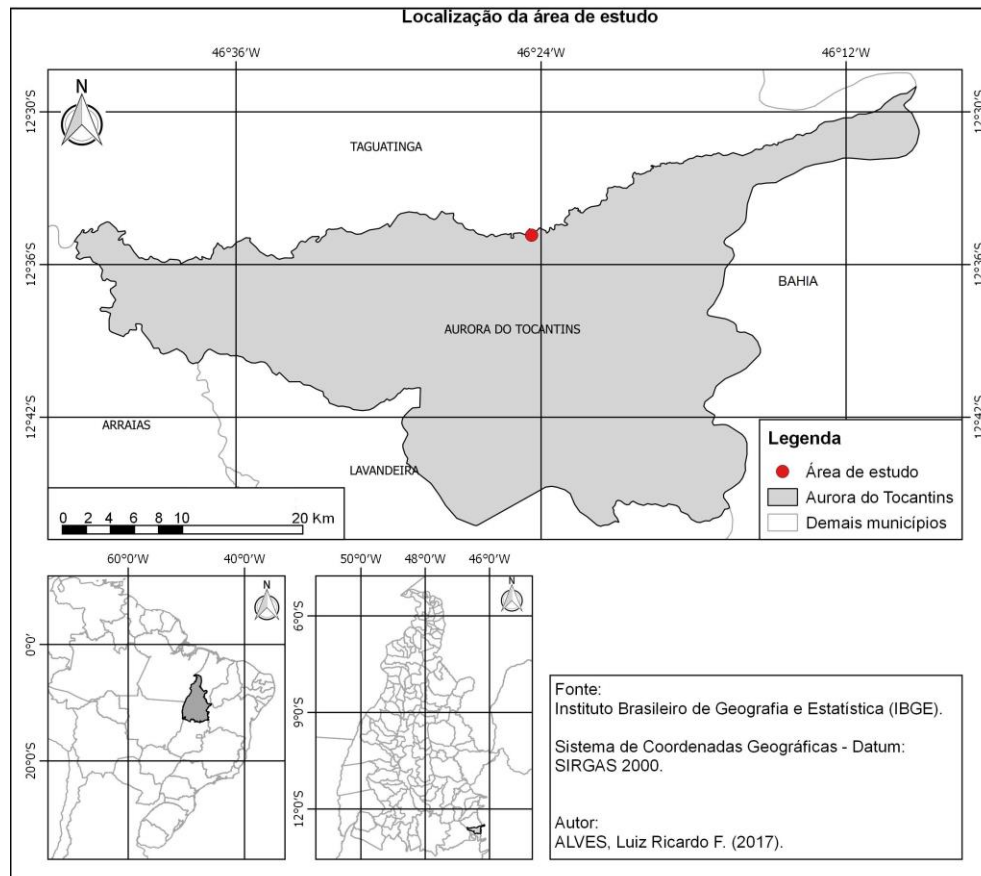 Localização da área de estudo
46°36'W
46°24'W
46°12'W
N
12°30'S
12°30'S
TAGUATINGA
12°36'S
12°36'S
BAHIA
AURORA DO TOCANTINS
12°42'S
12°42'S
ARRAIAS
LAVANDEIRA
Legenda
Área de estudo
Aurora do Tocantins
Demais municípios
0 2 4 6 8 10 20 Km
60°0'W 40°0'W
N
0°0'
20°0'S
50°0'W 48°0'W 46°0'W
N
6°0'S
9°0'S
12°0'S
Fonte:
Instituto Brasileiro de Geografia e Estatística (IBGE).
Sistema de Coordenadas Geográficas - Datum:
SIRGAS 2000.
Autor:
ALVES, Luiz Ricardo F. (2017).